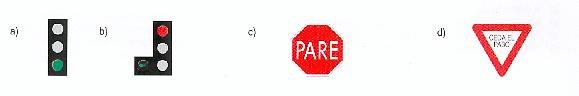 a) b) c) d)
PARE
CEDA EL
PASO